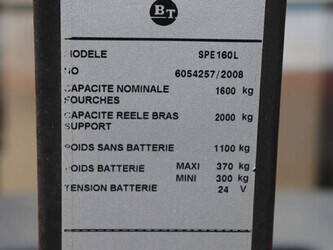 BT
MODELE SPE160L
NO 6054257/2008
CAPACITE NOMINALE 1600 kg
FOURCHES
CAPACITE REELE BRAS 2000 kg
SUPPORT
POIDS SANS BATTERIE 1100 kg
POIDS BATTERIE MAXI 370 kg
MINI 300 kg
TENSION BATTERIE 24 V